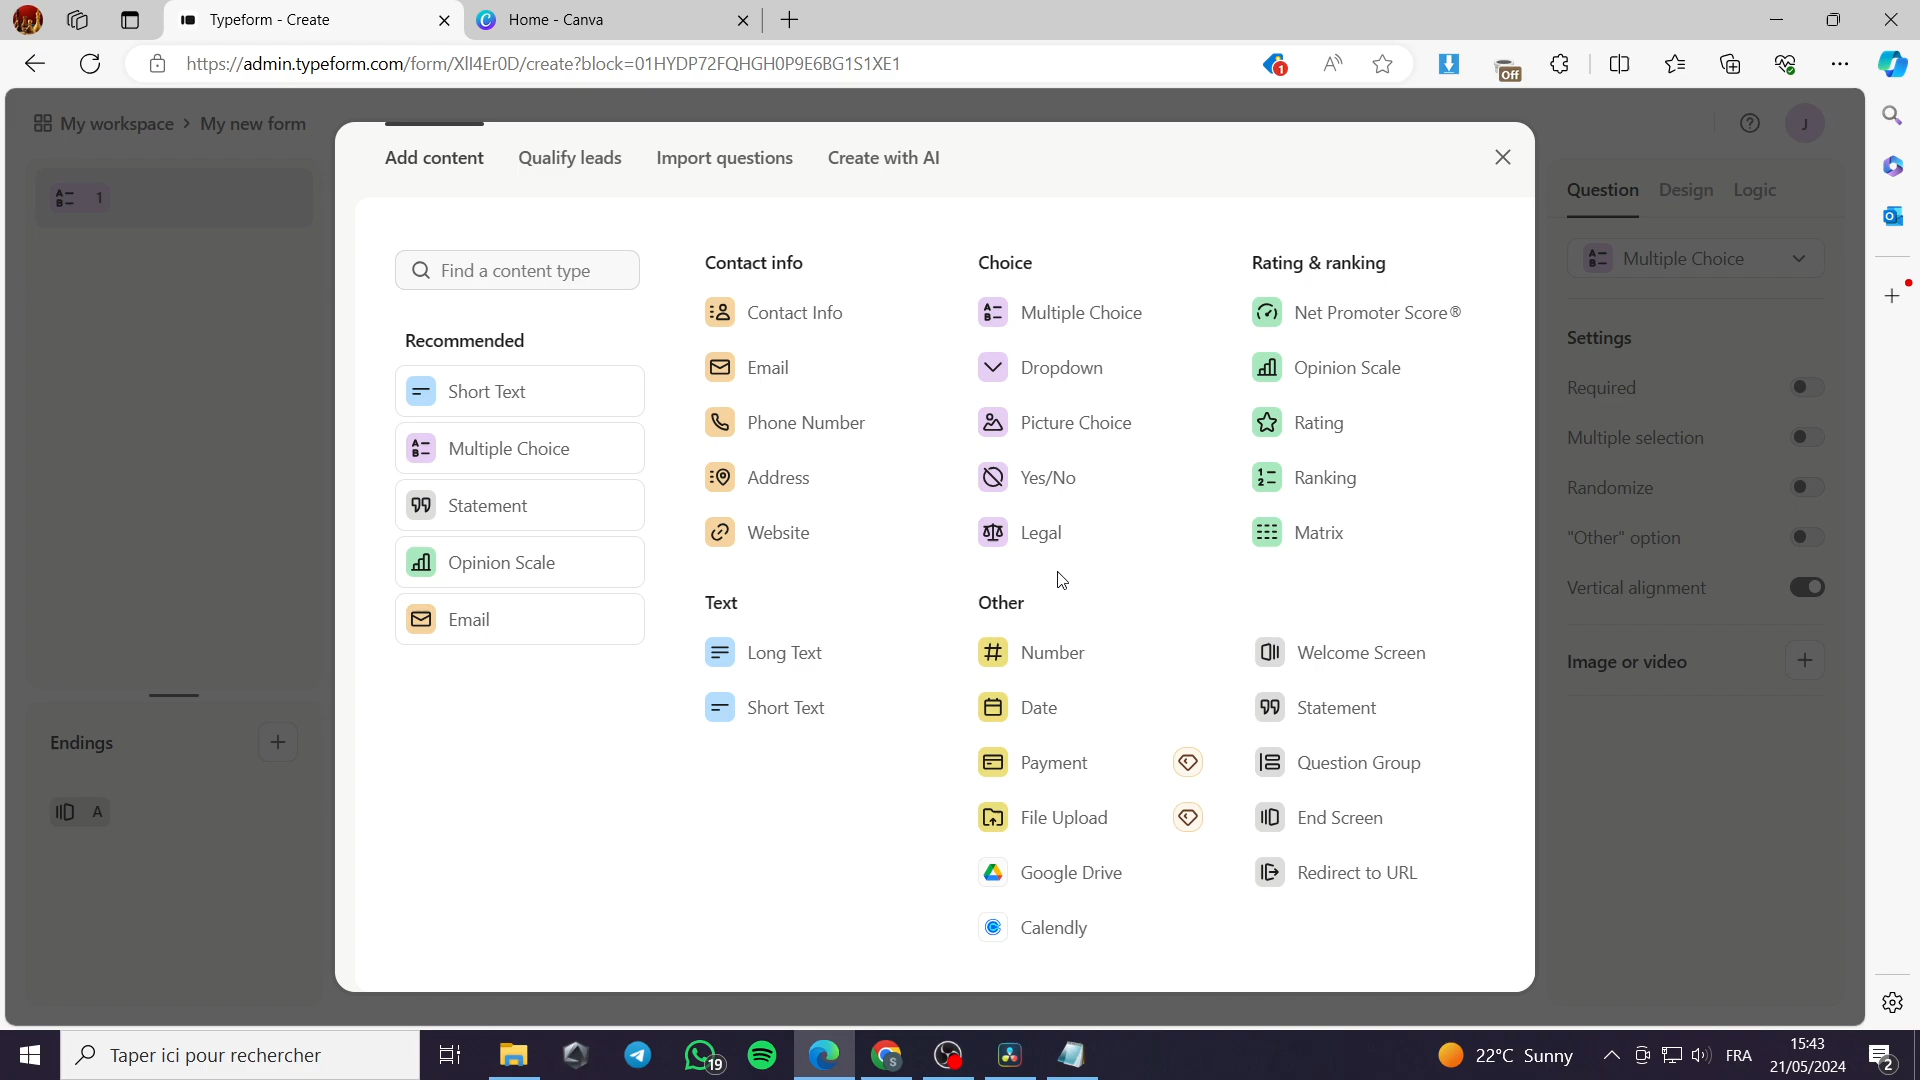 Typeform - Create
Home - Canva
https://admin.typeform.com/form/XlI4Er0D/create?block=01HYDP72FQHGH0P9E6BG1S1XE1
1
Off
My workspace > My new form
J
Add content
Qualify leads
Import questions
Create with AI
A B 1
Question
Design
Logic
Multiple Choice
Find a content type
Recommended
Short Text
Multiple Choice
Statement
Opinion Scale
Email
Contact info
Contact Info
Email
Phone Number
Address
Website
Text
Long Text
Short Text
Choice
Multiple Choice
Dropdown
Picture Choice
Yes/No
Legal
Other
Number
Date
Payment
File Upload
Google Drive
Calendly
Rating & ranking
Net Promoter Score®
Opinion Scale
Rating
Ranking
Matrix
Welcome Screen
Statement
Question Group
End Screen
Redirect to URL
Settings
Required
Multiple selection
Randomize
"Other" option
Vertical alignment
Image or video
Endings
A
Taper ici pour rechercher
19
22°C Sunny
FRA
15:43
21/05/2024
2